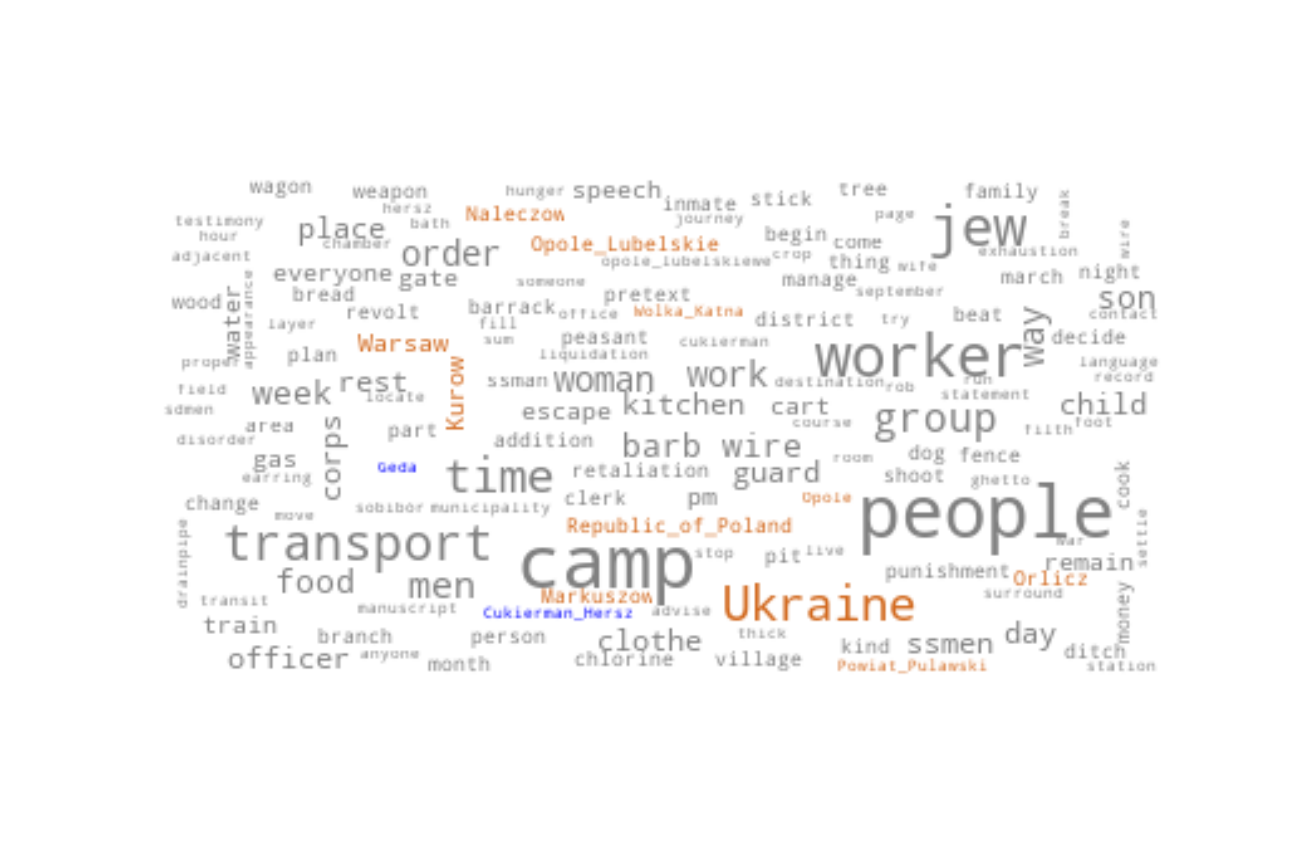 wagon
weapon
hunger
speech
inmate
stick
tree
family
hersz
testimony
hour
place
chamber
bath
Naleczow
journey
page
jew
break
wire
adjacent
order
Opole_Lubelskie
begin
come
exhaustion
everyone
gate
opole_lubelskiewe
crop
thing
wife
manage
march
night
someone
september
wood
water
appearance
bread
revolt
barrack
office
pretext
Wolka_Katna
district
try
beat
way
son
contact
layer
fill
sum
peasant
cukierman
decide
plan
Warsaw
liquidation
worker
language
record
field
week
rest
locate
Kurow
ssman
woman
work
destination
rob
run
statement
sdmen
area
corps
part
escape
kitchen
cart
course
group
child
filth
foot
disorder
addition
barb wire
room
dog
fence
gas
earring
Geda
time
retaliation
guard
shoot
ghetto
cook
change
move
sobibor
municipality
clerk
pm
Opole
people
war
settle
drainpipe
transport
Republic_of_Poland
camp
stop
pit
live
remain
food
men
Markuszow
punishment
Orlicz
surround
transit
manuscript
Cukierman_Hersz
advise
Ukraine
money
train
branch
person
clothe
thick
kind
ssmen
day
ditch
officer
anyone
month
chlorine
village
Powiat_Pulawski
station